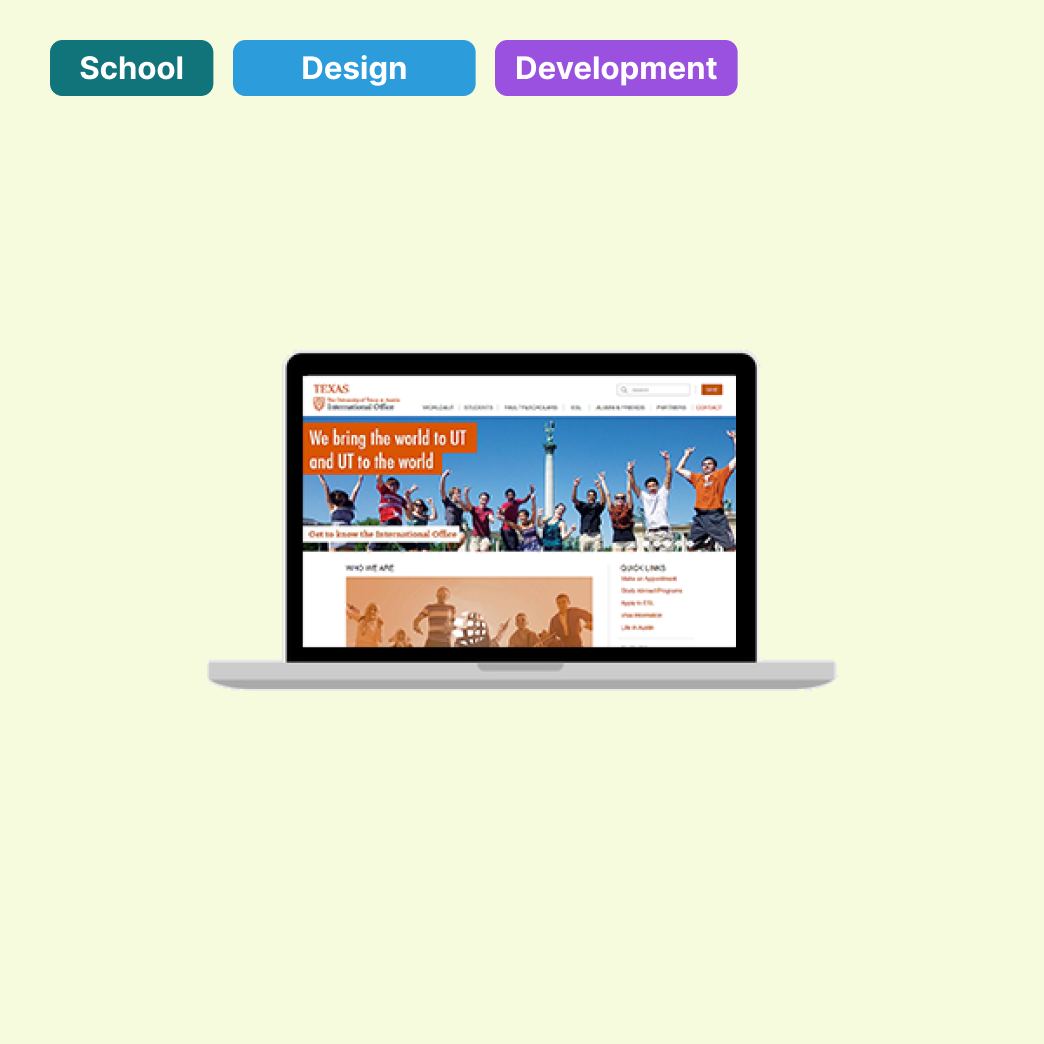 School Design Development
TEXAS
The University of Texas at Austin
International Office
WORLD@UT STUDENTS FACULTY&SCHOLARS ESL ALUMNI & FRIENDS PARTNERS CONTACT
We bring the world to UT
and UT to the world
Get to know the International Office
WHO WE ARE
QUICK LINKS
Make an Appointment
Study Abroad Programs
Apply to ESL
Visa Information
Life in Austin